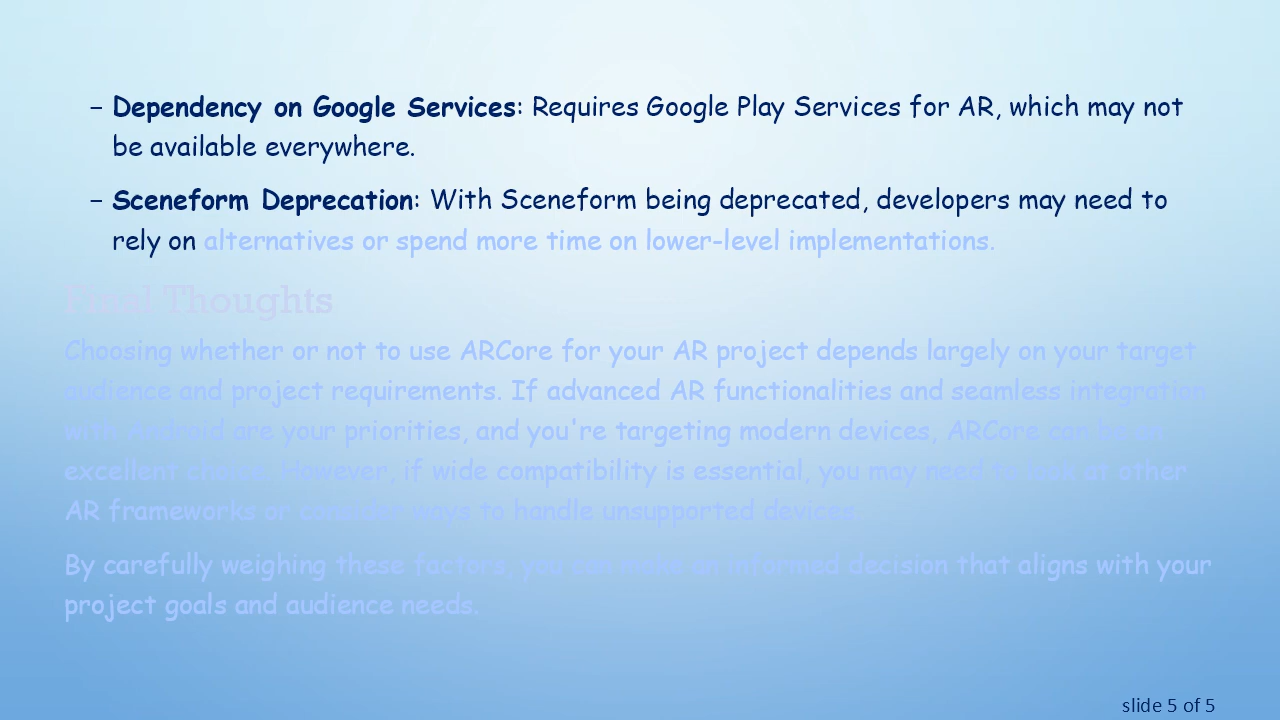 – Dependency on Google Services: Requires Google Play Services for AR, which may not
be available everywhere.
– Sceneform Deprecation: With Sceneform being deprecated, developers may need to
rely on alternatives or spend more time on lower-level implementations.
Final Thoughts
Choosing whether or not to use ARCore for your AR project depends largely on your target
audience and project requirements. If advanced AR functionalities and seamless integration
with Android are your priorities, and you're targeting modern devices, ARCore can be an
excellent choice. However, if wide compatibility is essential, you may need to look at other
AR frameworks or consider ways to handle unsupported devices.
By carefully weighing these factors, you can make an informed decision that aligns with your
project goals and audience needs.
slide 5 of 5